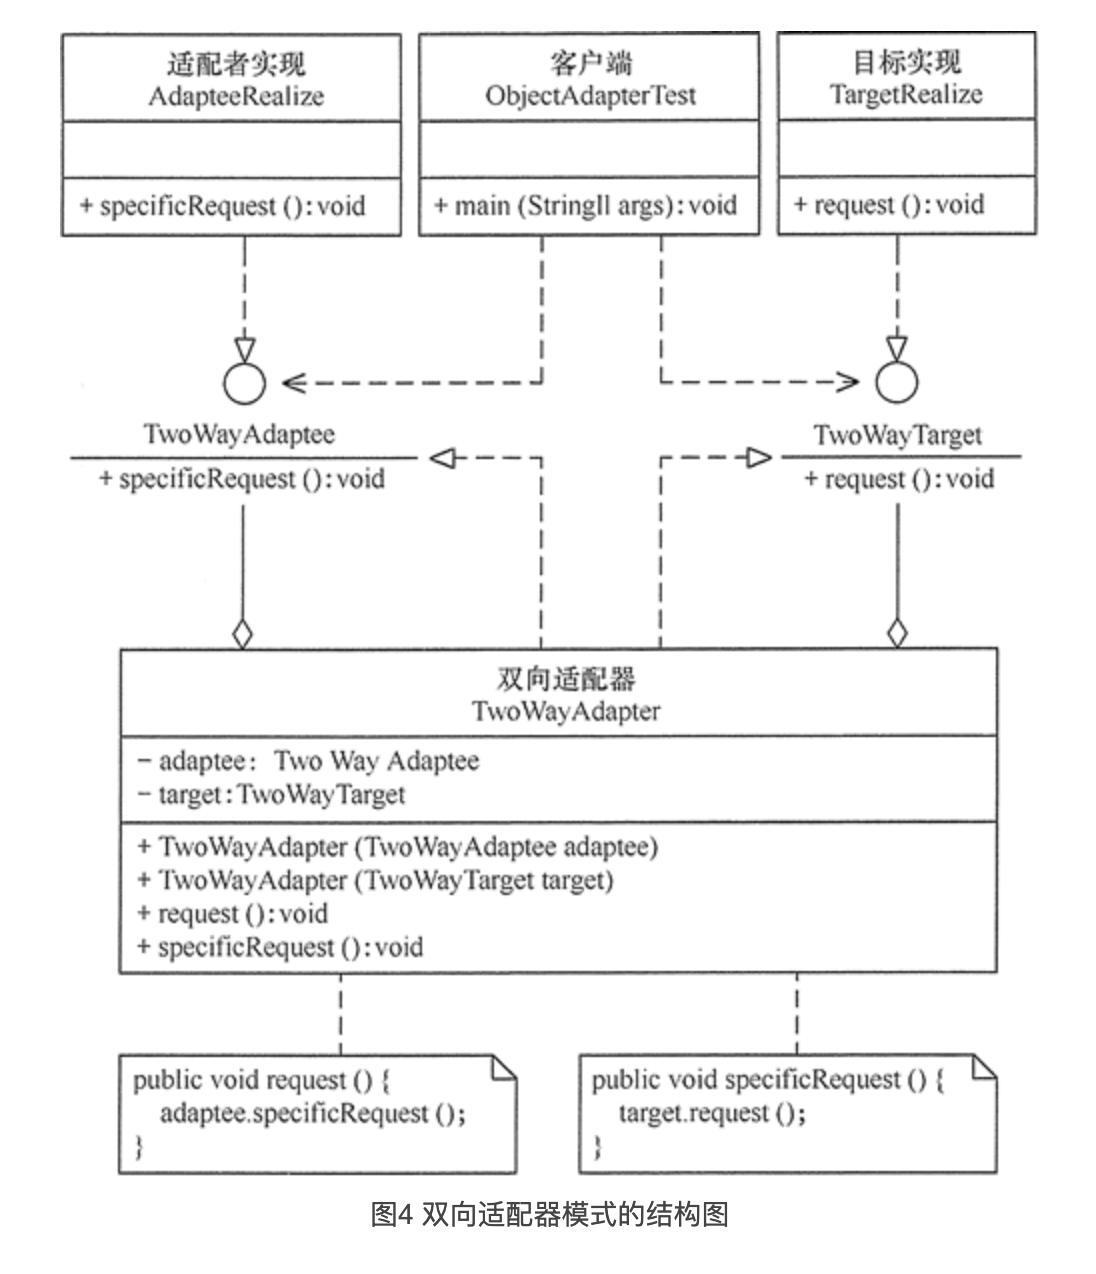 适配者实现
AdapteeRealize
+ specificRequest ():void
客户端
ObjectAdapterTest
+ main (StringII args):void
目标实现
TargetRealize
+ request ():void
TwoWayAdaptee
+ specificRequest ():void
TwoWayTarget
+ request ():void
双向适配器
TwoWayAdapter
- adaptee: Two Way Adaptee
- target:TwoWayTarget
+ TwoWayAdapter (TwoWayAdaptee adaptee)
+ TwoWayAdapter (TwoWayTarget target)
+ request ():void
+ specificRequest ():void
public void request () {
adaptee.specificRequest ();
}
public void specificRequest () {
target.request ();
}
图4 双向适配器模式的结构图